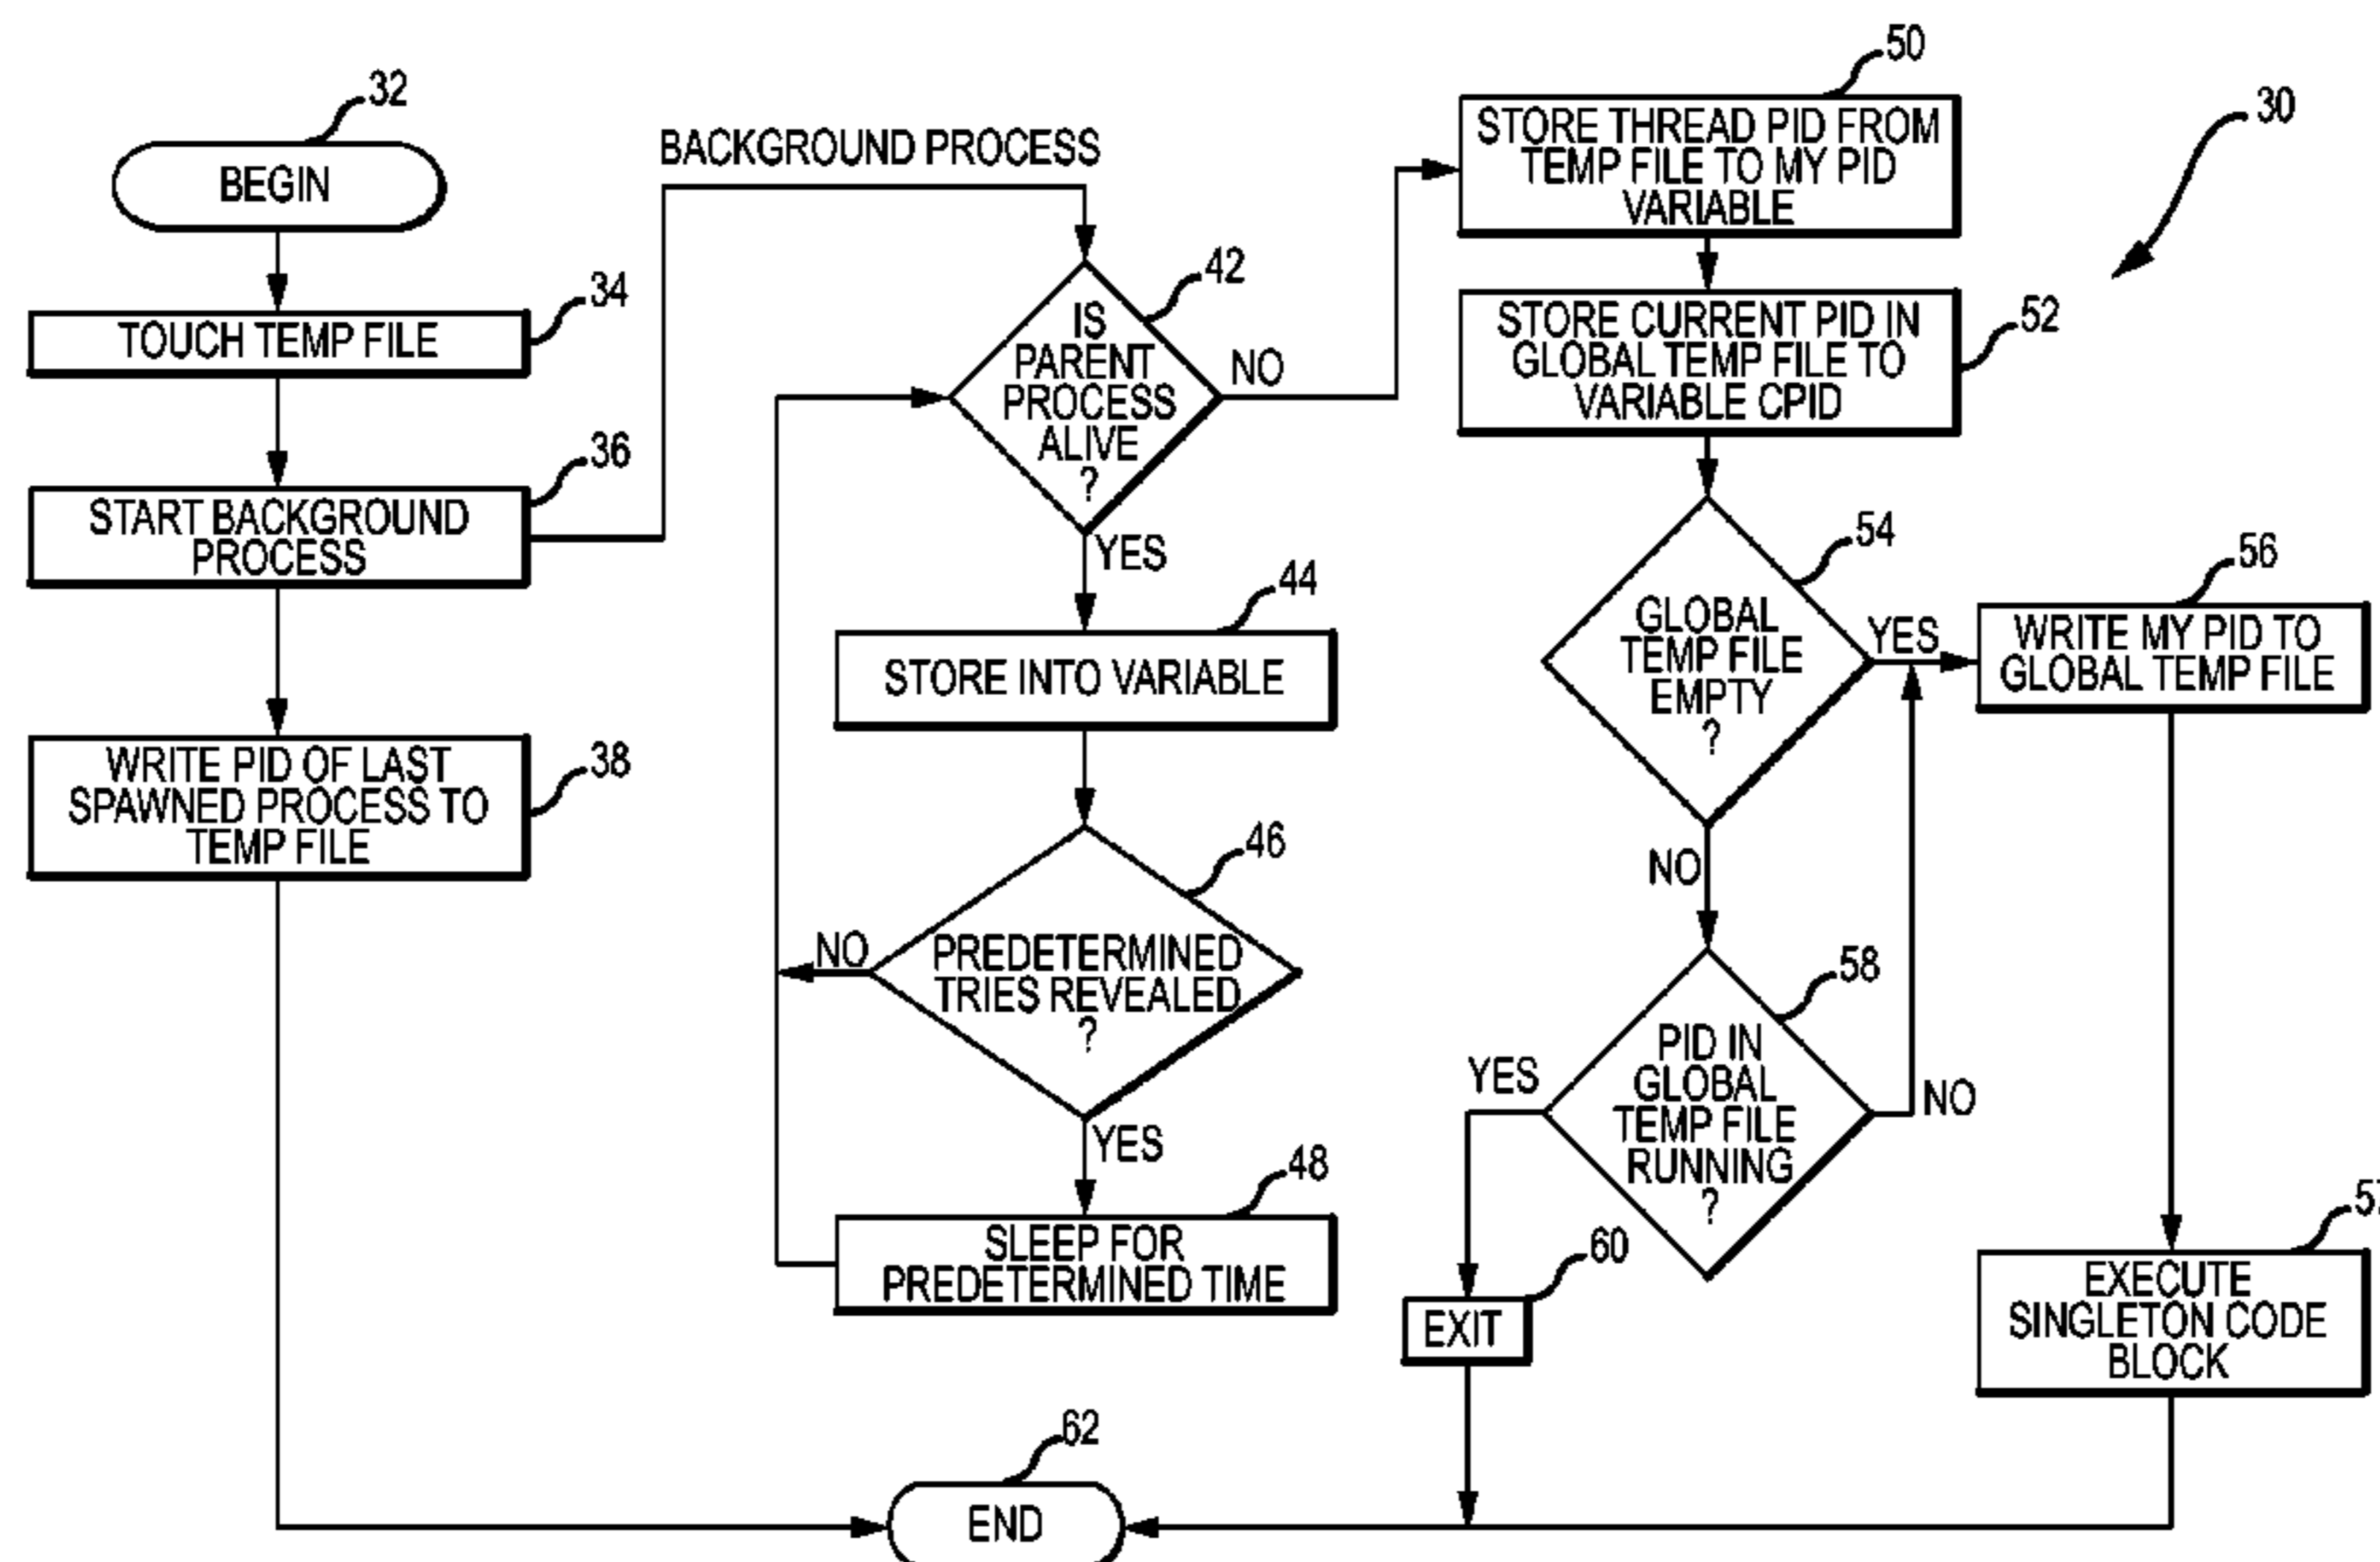 32
BEGIN
34
TOUCH TEMP FILE
36
START BACKGROUND
PROCESS
38
WRITE PID OF LAST
SPAWNED PROCESS TO
TEMP FILE
BACKGROUND PROCESS
42
IS
PARENT
PROCESS
ALIVE
?
NO
YES
44
STORE INTO VARIABLE
46
PREDETERMINED
TRIES REVEALED
?
NO
YES
48
SLEEP FOR
PREDETERMINED TIME
50
STORE THREAD PID FROM
TEMP FILE TO MY PID
VARIABLE
30
52
STORE CURRENT PID IN
GLOBAL TEMP FILE TO
VARIABLE CPID
54
GLOBAL
TEMP FILE
EMPTY
?
YES
NO
56
WRITE MY PID TO
GLOBAL TEMP FILE
58
PID IN
GLOBAL
TEMP FILE
RUNNING
?
YES
NO
60
EXIT
57
EXECUTE
SINGLETON CODE
BLOCK
62
END